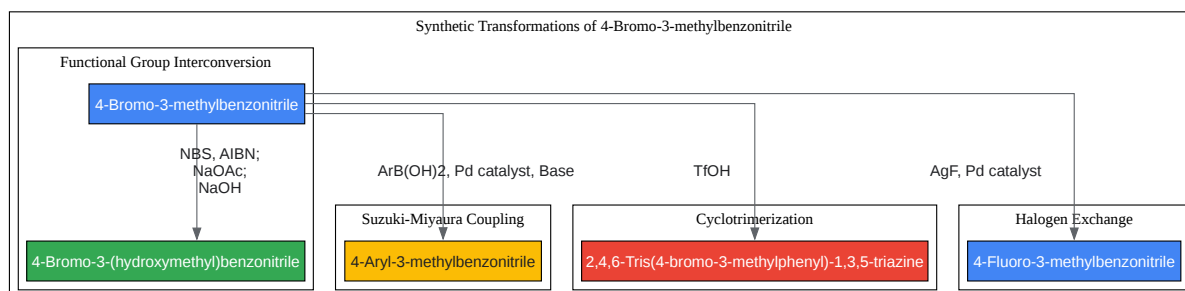 Synthetic Transformations of 4-Bromo-3-methylbenzonitrile
Functional Group Interconversion
4-Bromo-3-methylbenzonitrile
NBS, AIBN;
NaOAc;
NaOH
ArB(OH)2, Pd catalyst, Base
TfOH
AgF, Pd catalyst
Suzuki-Miyaura Coupling
Cyclotrimerization
Halogen Exchange
4-Bromo-3-(hydroxymethyl)benzonitrile
4-Aryl-3-methylbenzonitrile
2,4,6-Tris(4-bromo-3-methylphenyl)-1,3,5-triazine
4-Fluoro-3-methylbenzonitrile